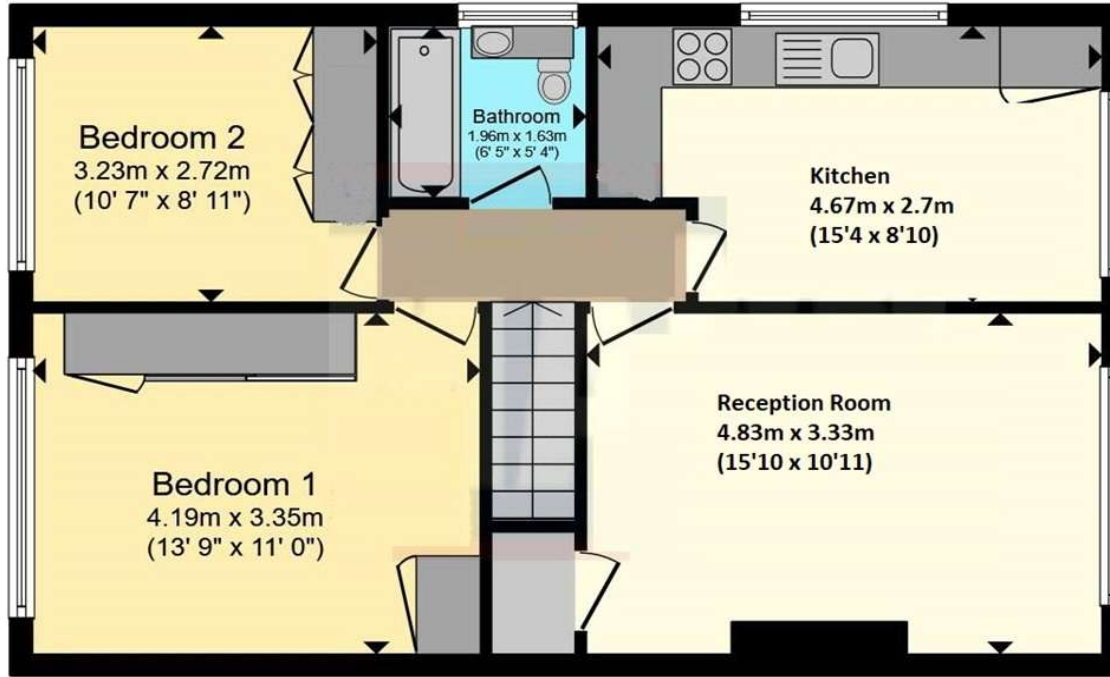 Bedroom 2
3.23m x 2.72m
(10' 7" x 8' 11")
Bathroom
1.96m x 1.63m
(6' 5" x 5' 4")
Kitchen
4.67m x 2.7m
(15'4 x 8'10)
Bedroom 1
4.19m x 3.35m
(13' 9" x 11' 0")
Reception Room
4.83m x 3.33m
(15'10 x 10'11)